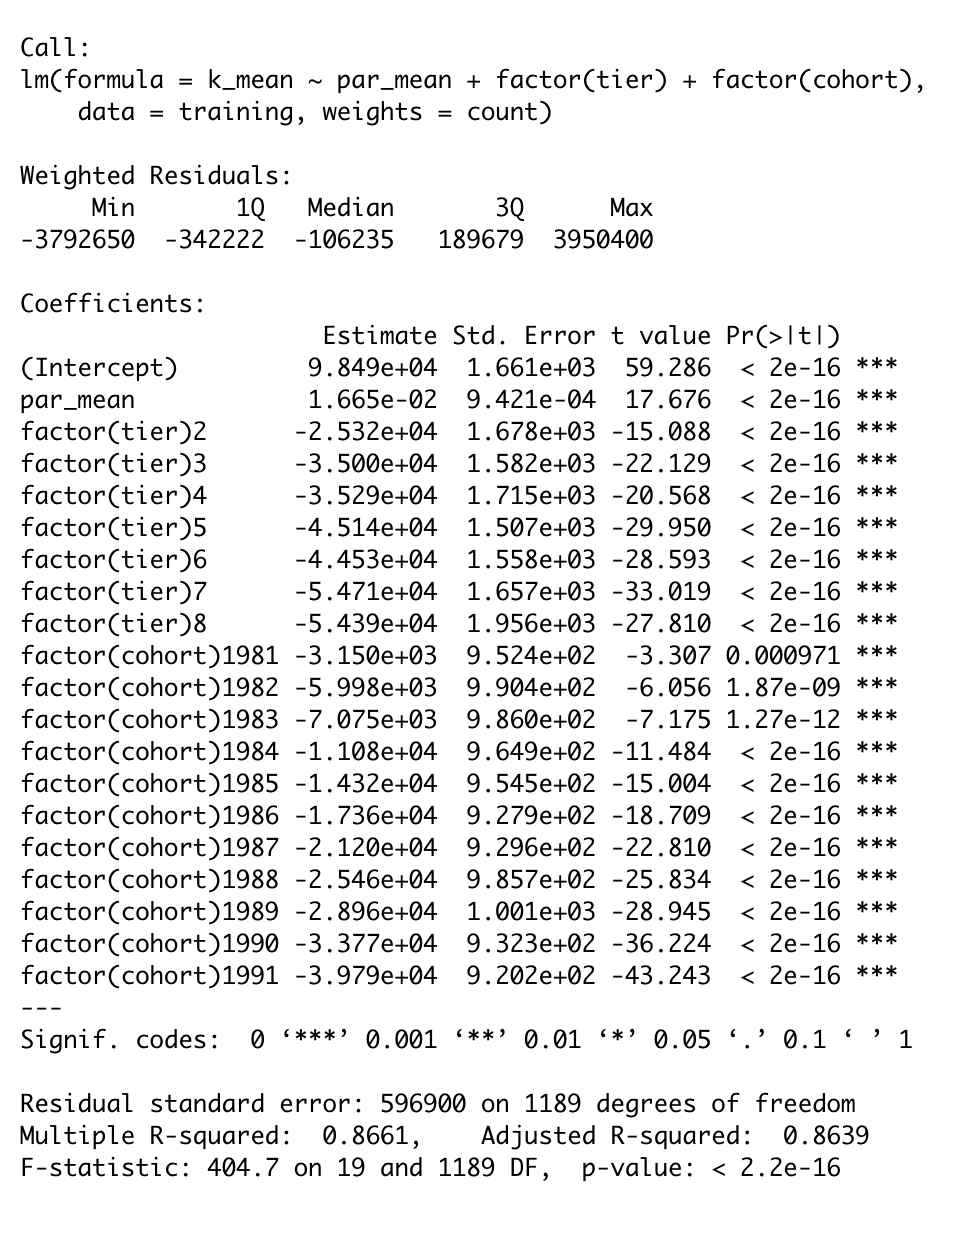 Call:
lm(formula = k_mean ~ par_mean + factor(tier) + factor(cohort),
    data = training, weights = count)

Weighted Residuals:
     Min       1Q   Median       3Q      Max
-3792650  -342222  -106235   189679  3950400

Coefficients:
                     Estimate Std. Error t value Pr(>|t|)
(Intercept)         9.849e+04  1.661e+03  59.286  < 2e-16 ***
par_mean            1.665e-02  9.421e-04  17.676  < 2e-16 ***
factor(tier)2      -2.532e+04  1.678e+03 -15.088  < 2e-16 ***
factor(tier)3      -3.500e+04  1.582e+03 -22.129  < 2e-16 ***
factor(tier)4      -3.529e+04  1.715e+03 -20.568  < 2e-16 ***
factor(tier)5      -4.514e+04  1.507e+03 -29.950  < 2e-16 ***
factor(tier)6      -4.453e+04  1.558e+03 -28.593  < 2e-16 ***
factor(tier)7      -5.471e+04  1.657e+03 -33.019  < 2e-16 ***
factor(tier)8      -5.439e+04  1.956e+03 -27.810  < 2e-16 ***
factor(cohort)1981 -3.150e+03  9.524e+02  -3.307 0.000971 ***
factor(cohort)1982 -5.998e+03  9.904e+02  -6.056 1.87e-09 ***
factor(cohort)1983 -7.075e+03  9.860e+02  -7.175 1.27e-12 ***
factor(cohort)1984 -1.108e+04  9.649e+02 -11.484  < 2e-16 ***
factor(cohort)1985 -1.432e+04  9.545e+02 -15.004  < 2e-16 ***
factor(cohort)1986 -1.736e+04  9.279e+02 -18.709  < 2e-16 ***
factor(cohort)1987 -2.120e+04  9.296e+02 -22.810  < 2e-16 ***
factor(cohort)1988 -2.546e+04  9.857e+02 -25.834  < 2e-16 ***
factor(cohort)1989 -2.896e+04  1.001e+03 -28.945  < 2e-16 ***
factor(cohort)1990 -3.377e+04  9.323e+02 -36.224  < 2e-16 ***
factor(cohort)1991 -3.979e+04  9.202e+02 -43.243  < 2e-16 ***
---
Signif. codes:  0 ‘***’ 0.001 ‘**’ 0.01 ‘*’ 0.05 ‘.’ 0.1 ‘ ’ 1

Residual standard error: 596900 on 1189 degrees of freedom
Multiple R-squared:  0.8661,    Adjusted R-squared:  0.8639
F-statistic: 404.7 on 19 and 1189 DF,  p-value: < 2.2e-16